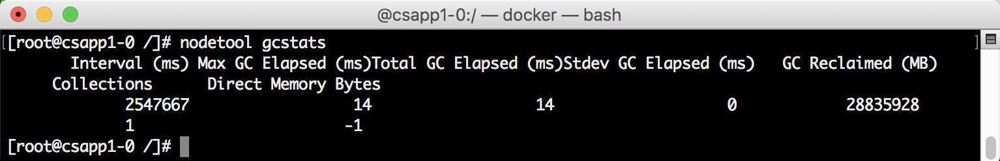 @csapp1-0:/ — docker — bash
[root@csapp1-0 /]# nodetool gcstats
Interval (ms) Max GC Elapsed (ms)Total GC Elapsed (ms)Stdev GC Elapsed (ms)   GC Reclaimed (MB)
Collections      Direct Memory Bytes
2547667                  14                  14                   0            28835928
1                       -1
[root@csapp1-0 /]#